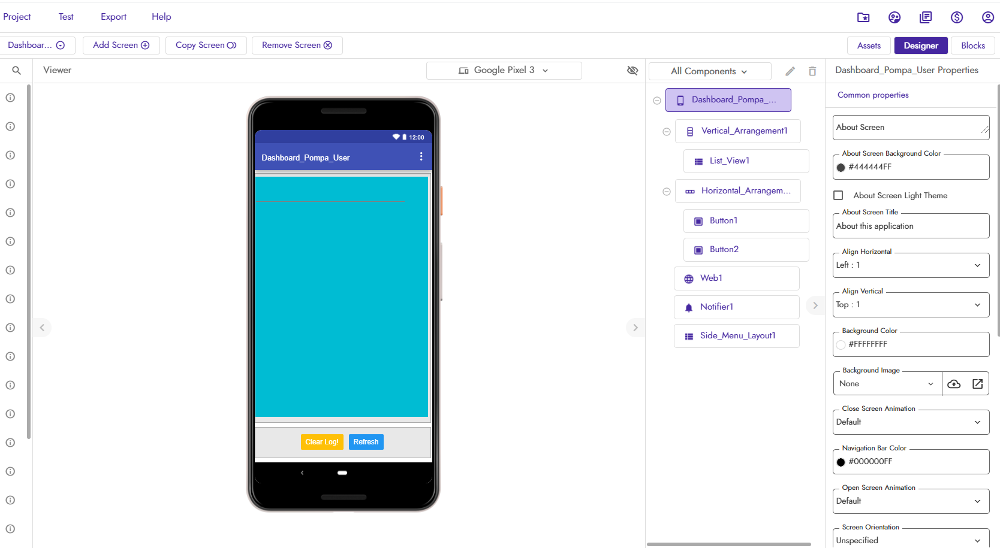 Project Test Export Help
Dashboar... Add Screen Copy Screen Remove Screen Assets Designer Blocks
Viewer
Google Pixel 3
12:00
Dashboard_Pompa_User
Clear Log! Refresh
All Components
Dashboard_Pompa_...
Vertical_Arrangement1
List_View1
Horizontal_Arrangem...
Button1
Button2
Web1
Notifier1
Side_Menu_Layout1
Dashboard_Pompa_User Properties
Common properties
About Screen
About Screen Background Color
#444444FF
About Screen Light Theme
About Screen Title
About this application
Align Horizontal
Left : 1
Align Vertical
Top : 1
Background Color
#FFFFFFFF
Background Image
None
Close Screen Animation
Default
Navigation Bar Color
#000000FF
Open Screen Animation
Default
Screen Orientation
Unspecified